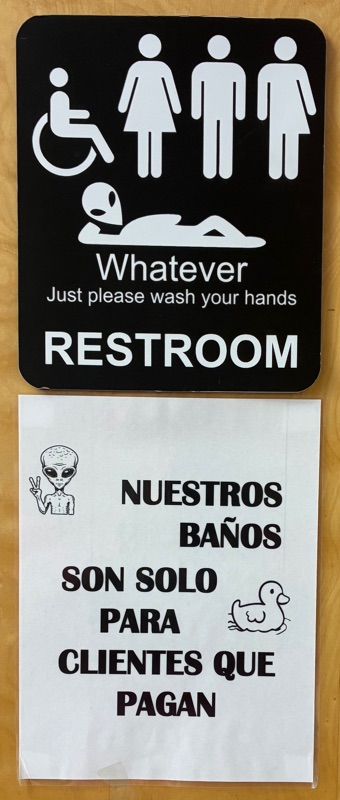 Whatever
Just please wash your hands
RESTROOM
NUESTROS
BAÑOS
SON SOLO
PARA
CLIENTES QUE
PAGAN